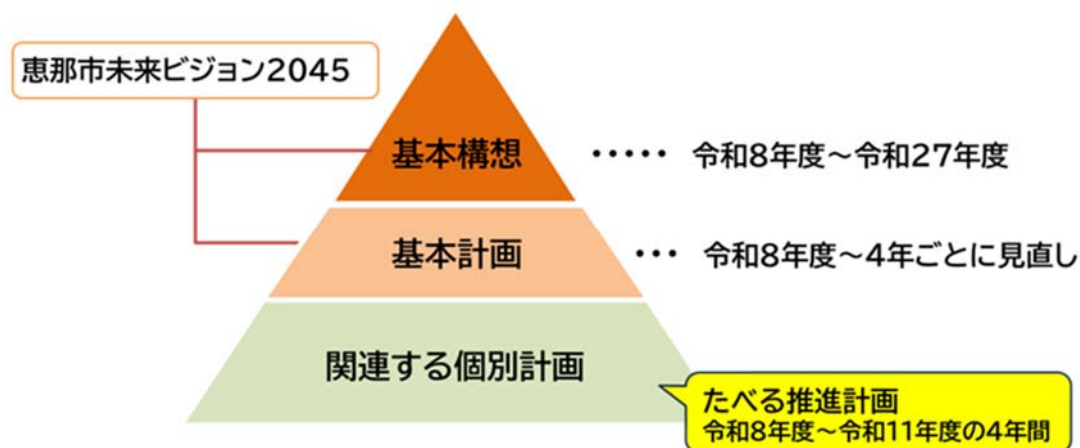 恵那市未来ビジョン2045
基本構想 ・・・・・ 令和8年度～令和27年度
基本計画 ・・・ 令和8年度～4年ごとに見直し
関連する個別計画
たべる推進計画
令和8年度～令和11年度の4年間